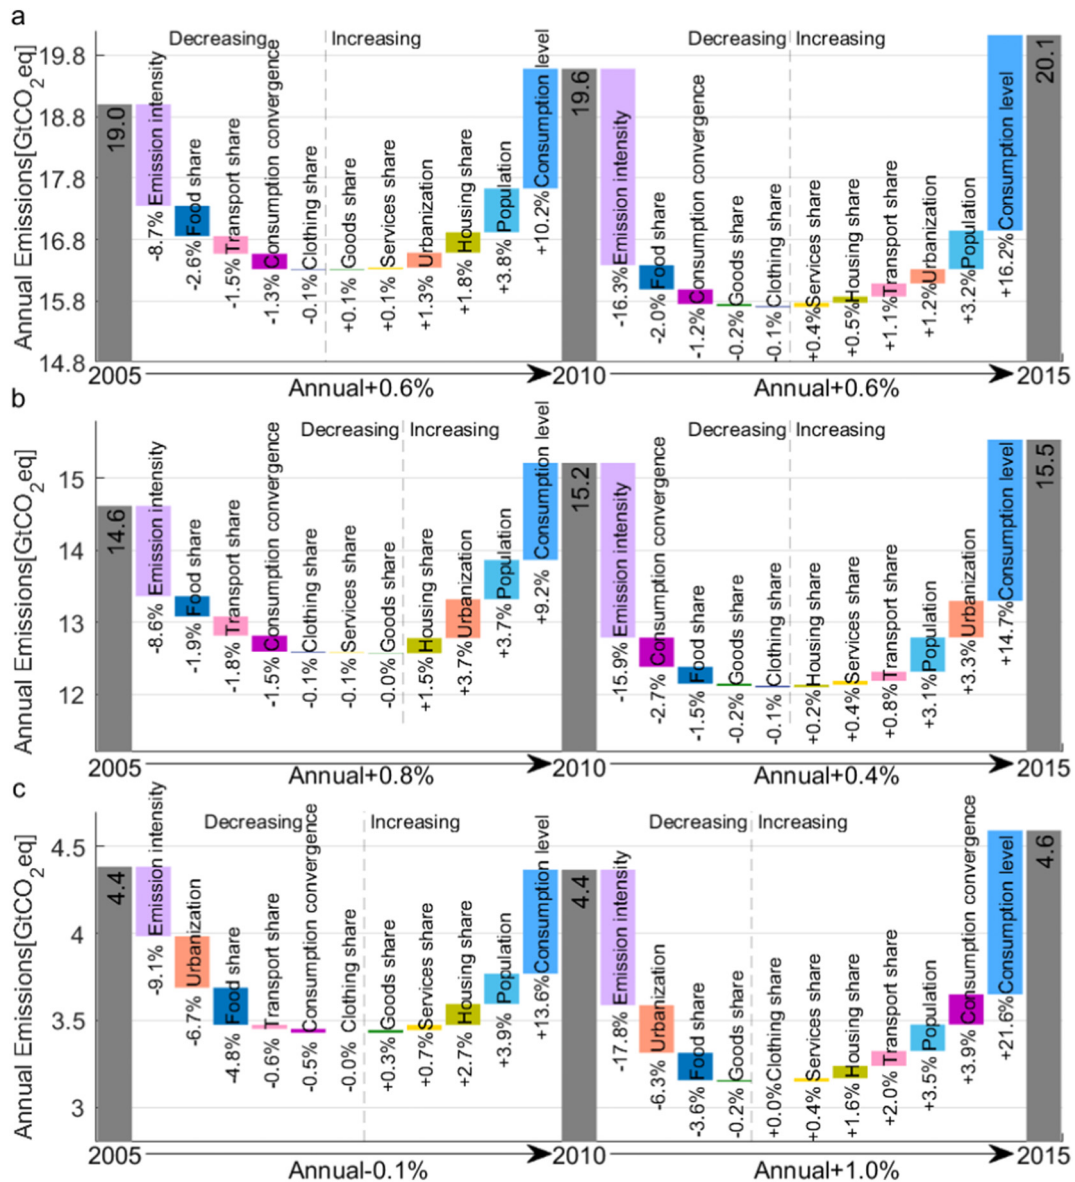 a
Decreasing
Increasing
Decreasing
Increasing
Annual Emissions[GtCO2eq]
19.8
18.8
17.8
16.8
15.8
14.8
19.0
-8.7% Emission intensity
-2.6% Food share
-1.5% Transport share
-1.3% Consumption convergence
-0.1% Clothing share
+0.1% Goods share
+0.1% Services share
+1.3% Urbanization
+1.8% Housing share
+3.8% Population
+10.2% Consumption level
19.6
-16.3% Emission intensity
-2.0% Food share
-1.2% Consumption convergence
-0.2% Goods share
-0.1% Clothing share
+0.4% Services share
+0.5% Housing share
+1.1% Transport share
+1.2% Urbanization
+3.2% Population
+16.2% Consumption level
20.1
2005
Annual+0.6%
2010
Annual+0.6%
2015
b
Decreasing
Increasing
Decreasing
Increasing
Annual Emissions[GtCO2eq]
15
14
13
12
14.6
-8.6% Emission intensity
-1.9% Food share
-1.8% Transport share
-1.5% Consumption convergence
-0.1% Clothing share
-0.1% Services share
-0.0% Goods share
+1.5% Housing share
+3.7% Urbanization
+3.7% Population
+9.2% Consumption level
15.2
-15.9% Emission intensity
-2.7% Consumption convergence
-1.5% Food share
-0.2% Goods share
-0.1% Clothing share
+0.2% Housing share
+0.4% Services share
+0.8% Transport share
+3.1% Population
+3.3% Urbanization
+14.7% Consumption level
15.5
2005
Annual+0.8%
2010
Annual+0.4%
2015
c
Decreasing
Increasing
Decreasing
Increasing
Annual Emissions[GtCO2eq]
4.5
4
3.5
3
4.4
-9.1% Emission intensity
-6.7% Urbanization
-4.8% Food share
-0.6% Transport share
-0.5% Consumption convergence
-0.0% Clothing share
+0.3% Goods share
+0.7% Services share
+2.7% Housing share
+3.9% Population
+13.6% Consumption level
4.4
-17.8% Emission intensity
-6.3% Urbanization
-3.6% Food share
-0.2% Goods share
+0.0% Clothing share
+0.4% Services share
+1.6% Housing share
+2.0% Transport share
+3.5% Population
+3.9% Consumption convergence
+21.6% Consumption level
4.6
2005
Annual-0.1%
2010
Annual+1.0%
2015